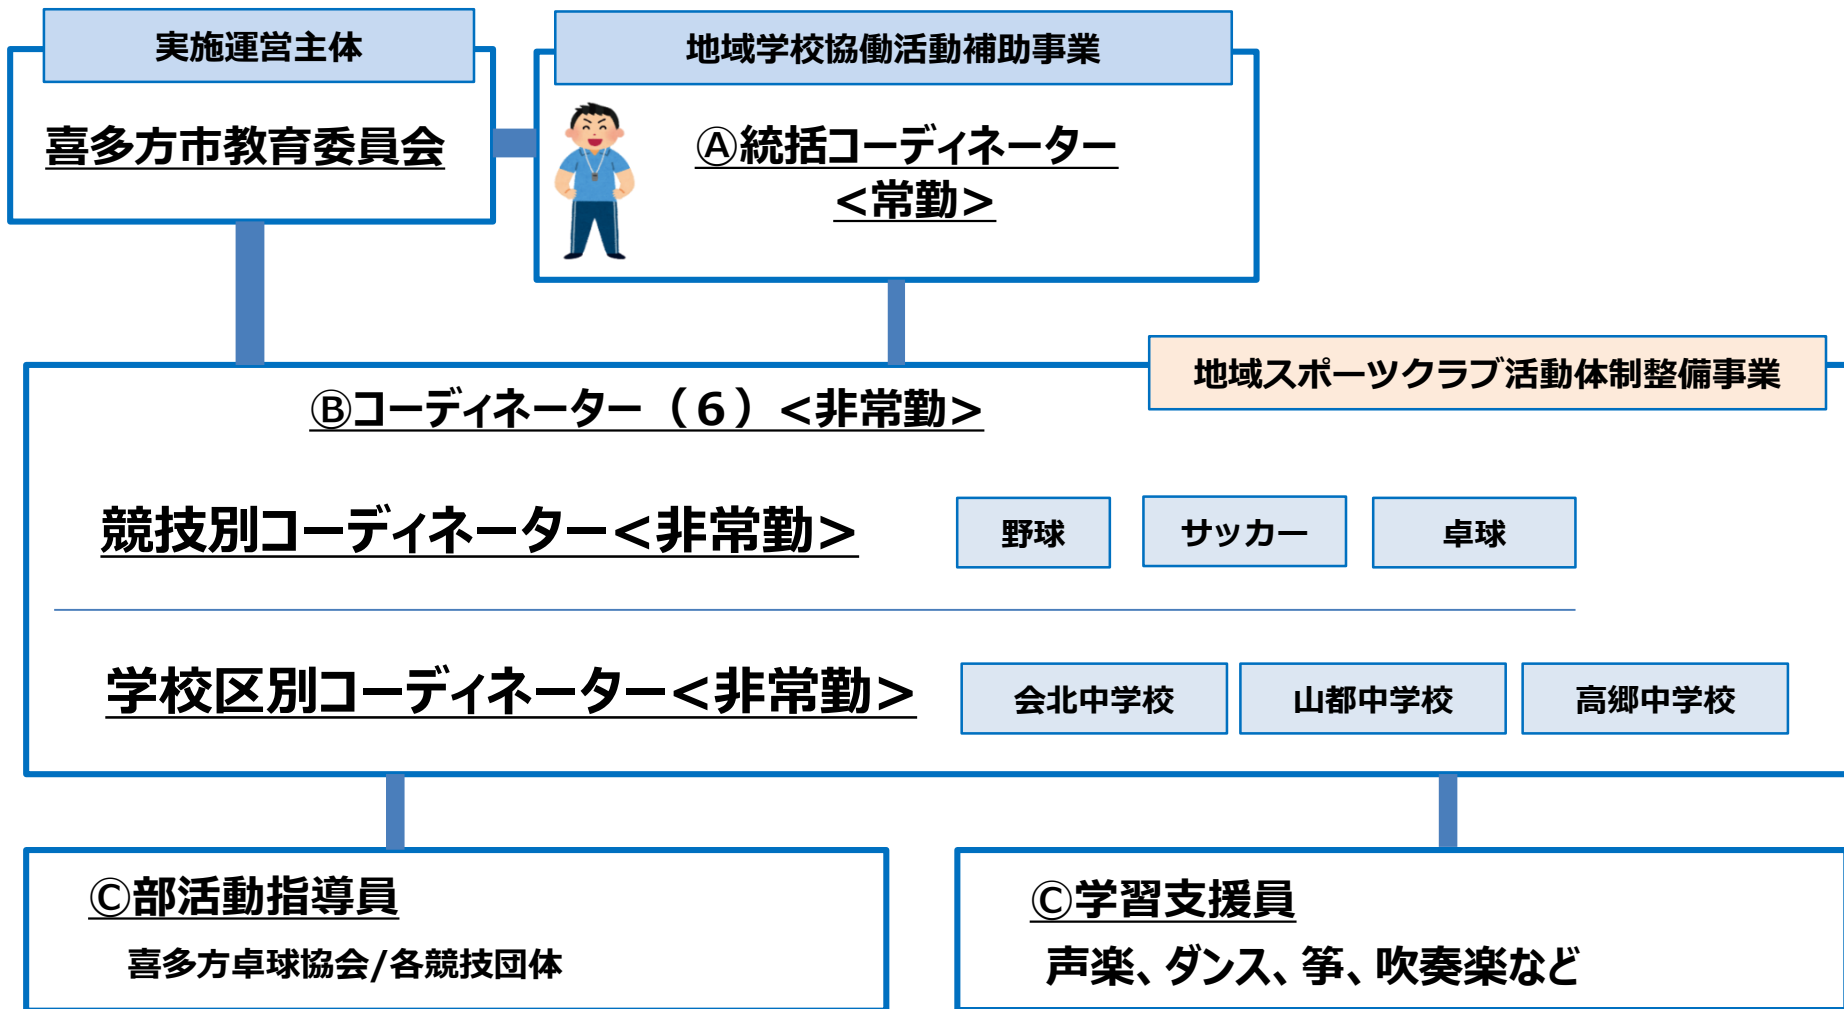 実施運営主体
喜多方市教育委員会
地域学校協働活動補助事業
Ⓐ統括コーディネーター
<常勤>
地域スポーツクラブ活動体制整備事業
Ⓑコーディネーター（６）<非常勤>
競技別コーディネーター<非常勤>
野球
サッカー
卓球
学校区別コーディネーター<非常勤>
会北中学校
山都中学校
高郷中学校
Ⓒ部活動指導員
喜多方卓球協会/各競技団体
Ⓒ学習支援員
声楽、ダンス、筝、吹奏楽など